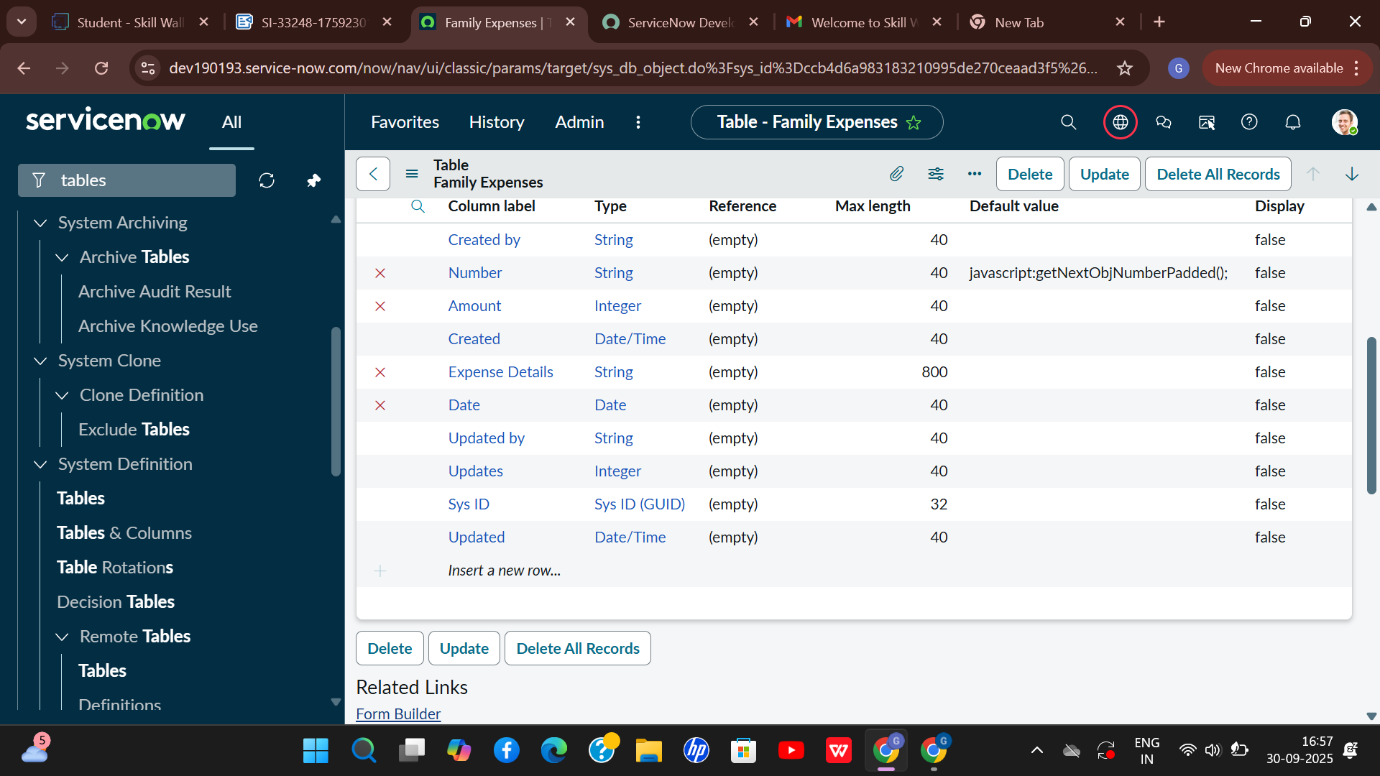 Student - Skill Wall
SI-33248-1759230
Family Expenses | T
ServiceNow Devel
Welcome to Skill W
New Tab
dev190193.service-now.com/now/nav/ui/classic/params/target/sys_db_object.do%3Fsys_id%3Dccb4d6a983183210995de270ceaad3f5%26...
G
New Chrome available
servicenow
All
Favorites
History
Admin
Table - Family Expenses
tables
System Archiving
Archive Tables
Archive Audit Result
Archive Knowledge Use
System Clone
Clone Definition
Exclude Tables
System Definition
Tables
Tables & Columns
Table Rotations
Decision Tables
Remote Tables
Tables
Definitions
Table
Family Expenses
Delete
Update
Delete All Records
Column label Type Reference Max length Default value Display
Created by String (empty) 40 false
Number String (empty) 40 javascript:getNextObjNumberPadded(); false
Amount Integer (empty) 40 false
Created Date/Time (empty) 40 false
Expense Details String (empty) 800 false
Date Date (empty) 40 false
Updated by String (empty) 40 false
Updates Integer (empty) 40 false
Sys ID Sys ID (GUID) (empty) 32 false
Updated Date/Time (empty) 40 false
Insert a new row...
Delete
Update
Delete All Records
Related Links
Form Builder
5
hp
W
G
G
ENG
IN
16:57
30-09-2025